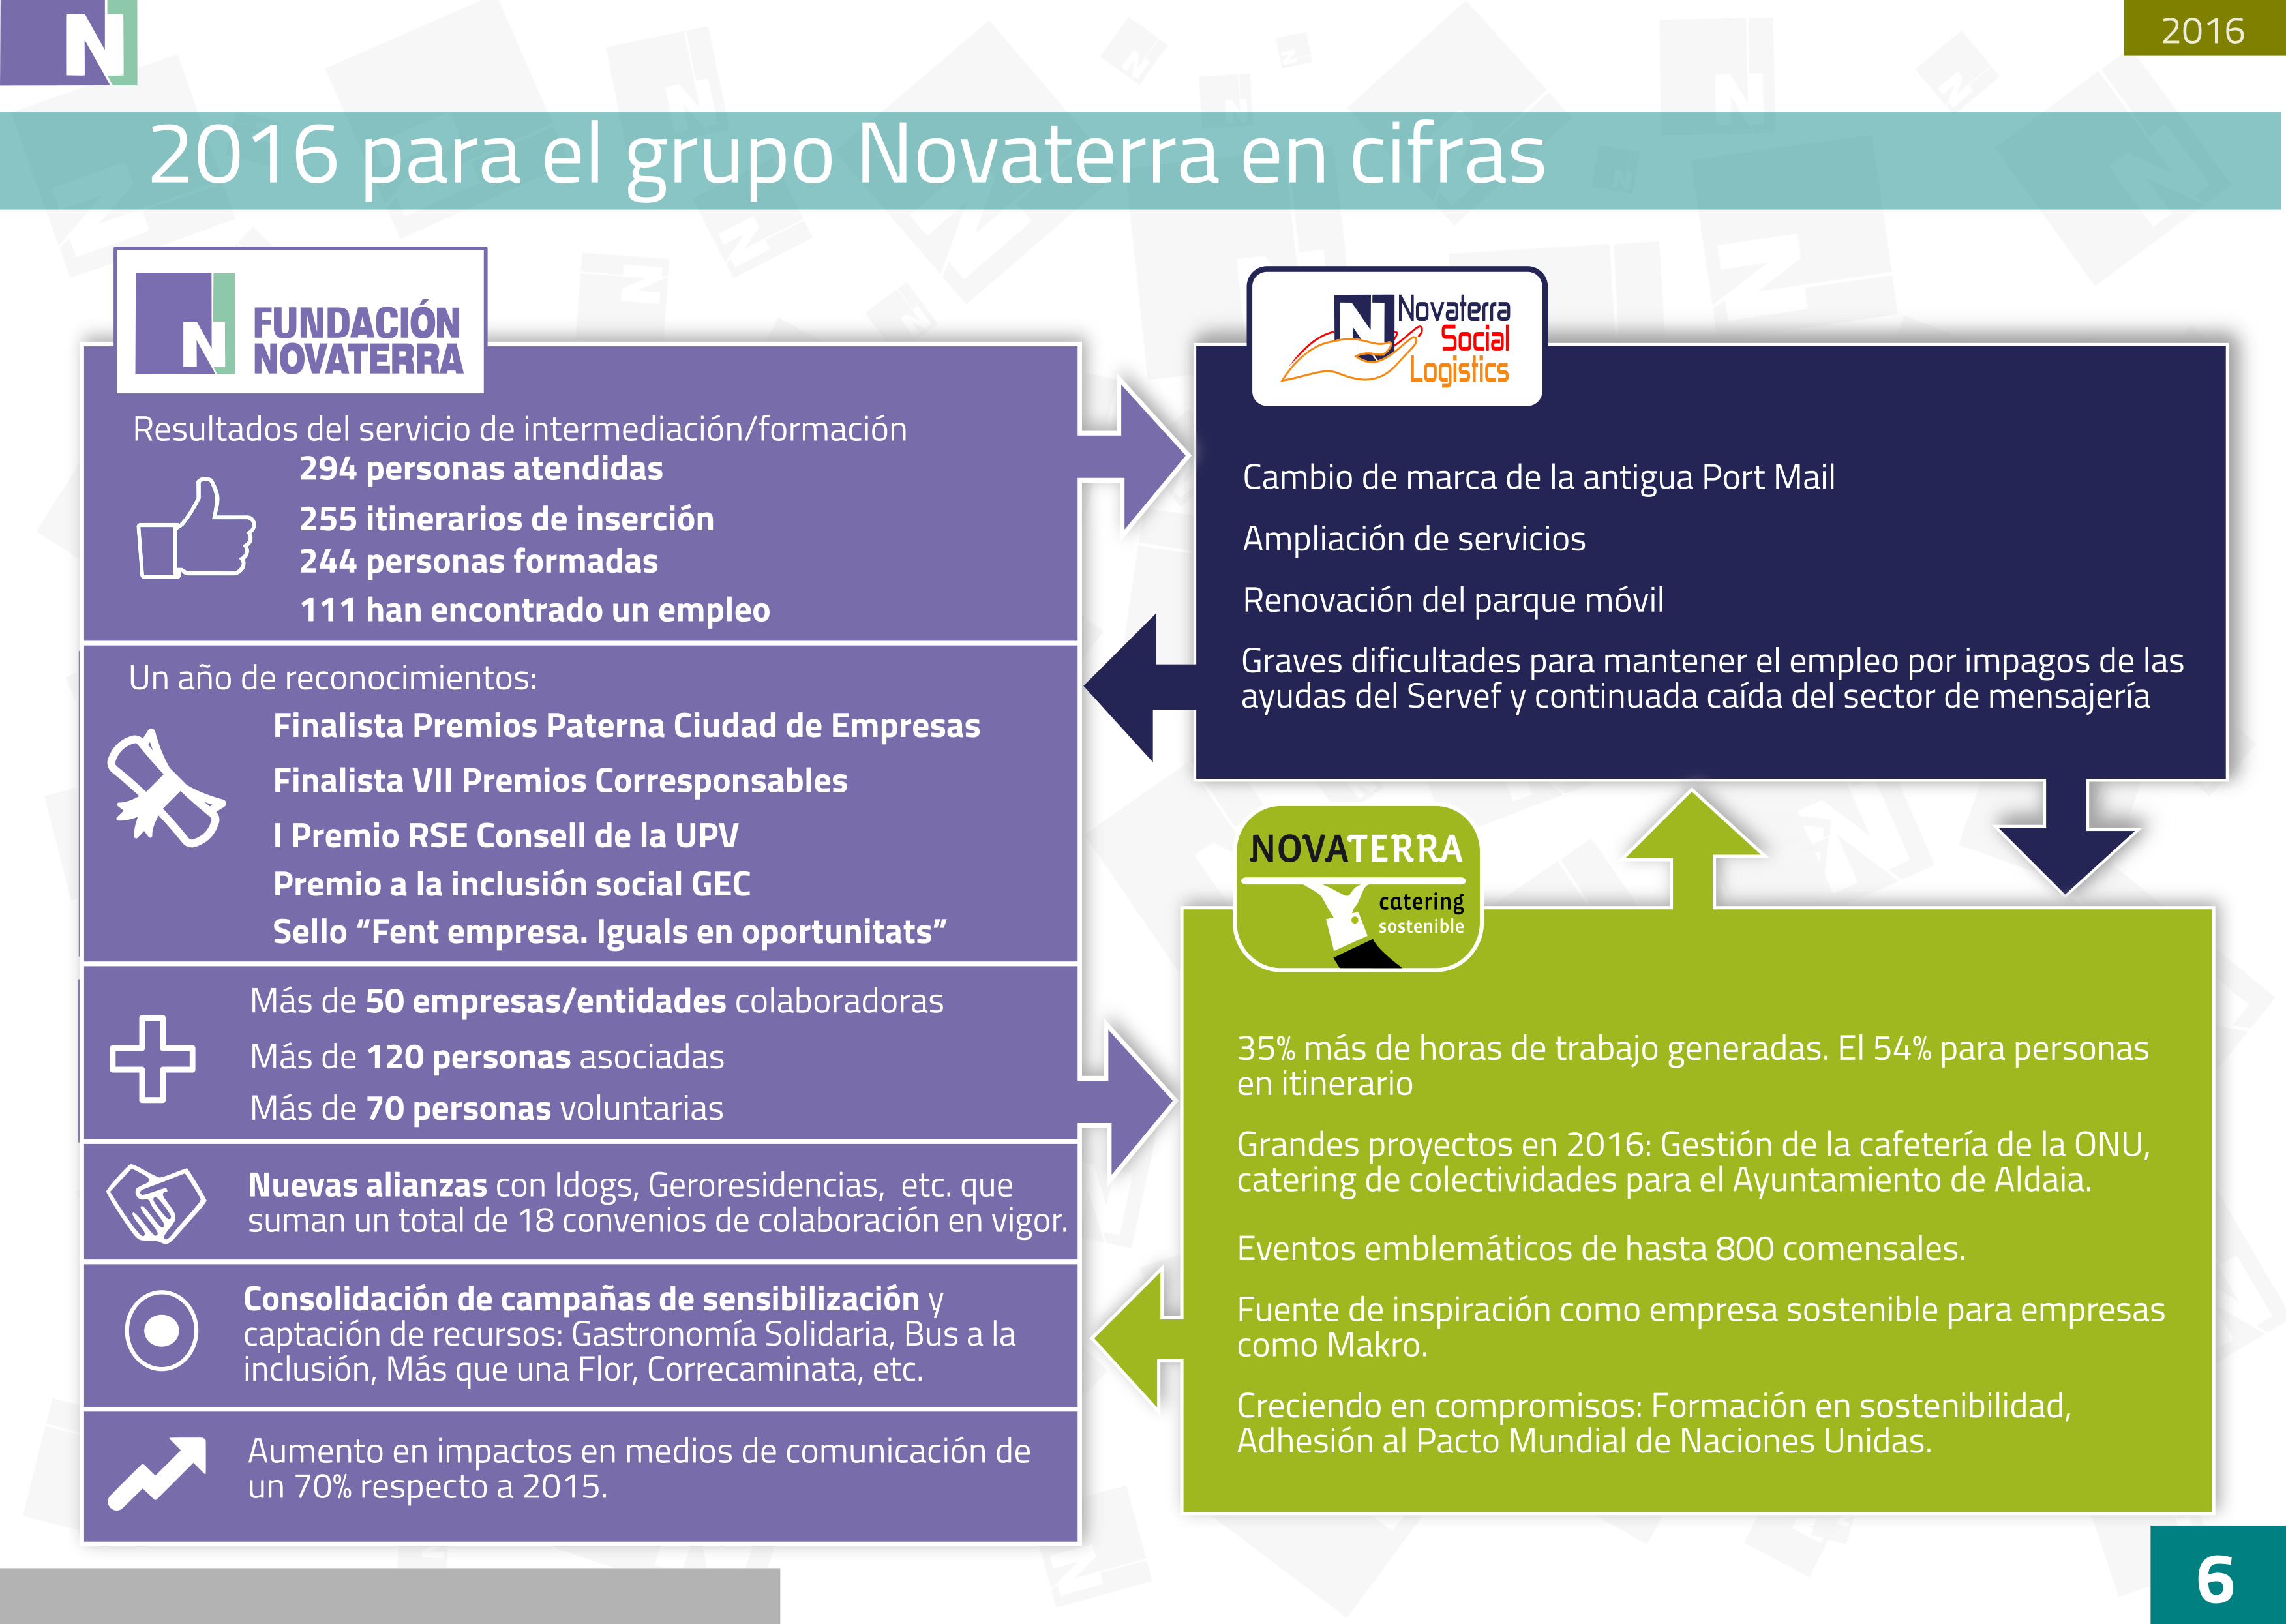 N
2016
2016 para el grupo Novaterra en cifras
N
FUNDACIÓN
NOVATERRA
Resultados del servicio de intermediación/formación
294 personas atendidas
255 itinerarios de inserción
244 personas formadas
111 han encontrado un empleo
Un año de reconocimientos:
Finalista Premios Paterna Ciudad de Empresas
Finalista VII Premios Corresponsables
I Premio RSE Consell de la UPV
Premio a la inclusión social GEC
Sello “Fent empresa. Iguals en oportunitats”
Más de 50 empresas/entidades colaboradoras
Más de 120 personas asociadas
Más de 70 personas voluntarias
Nuevas alianzas con Idogs, Geroresidencias, etc. que
suman un total de 18 convenios de colaboración en vigor.
Consolidación de campañas de sensibilización y
captación de recursos: Gastronomía Solidaria, Bus a la
inclusión, Más que una Flor, Correcaminata, etc.
Aumento en impactos en medios de comunicación de
un 70% respecto a 2015.
N
Novaterra
Social
Logistics
Cambio de marca de la antigua Port Mail
Ampliación de servicios
Renovación del parque móvil
Graves dificultades para mantener el empleo por impagos de las
ayudas del Servef y continuada caída del sector de mensajería
NOVATERRA
catering
sostenible
35% más de horas de trabajo generadas. El 54% para personas
en itinerario
Grandes proyectos en 2016: Gestión de la cafetería de la ONU,
catering de colectividades para el Ayuntamiento de Aldaia.
Eventos emblemáticos de hasta 800 comensales.
Fuente de inspiración como empresa sostenible para empresas
como Makro.
Creciendo en compromisos: Formación en sostenibilidad,
Adhesión al Pacto Mundial de Naciones Unidas.
6